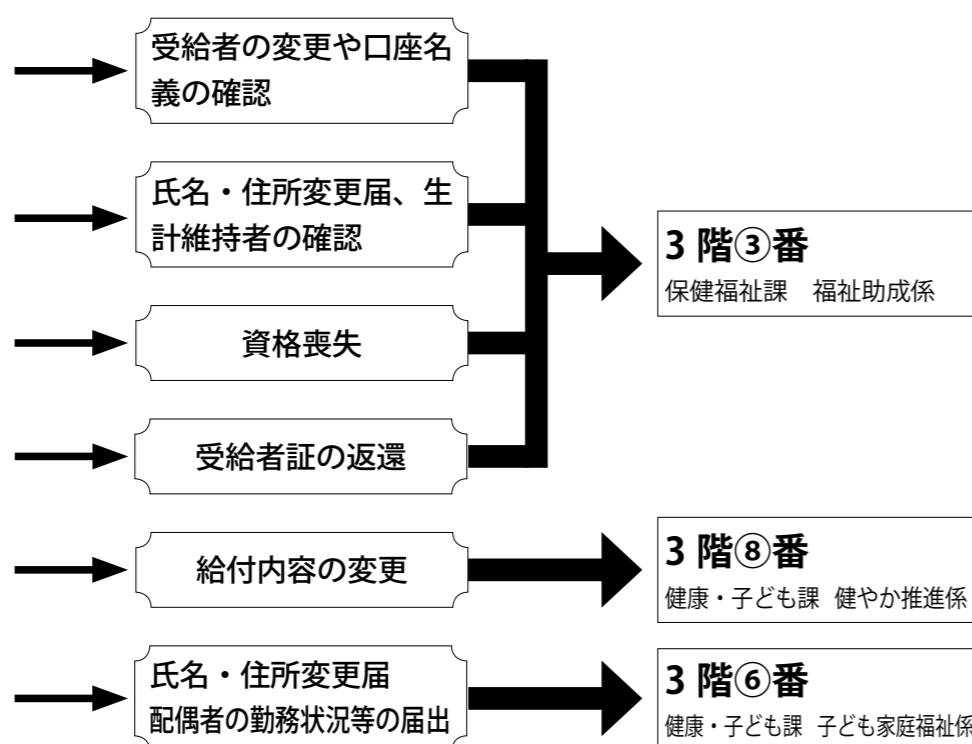 受給者の変更や口座名
義の確認
氏名・住所変更届、生
計維持者の確認
資格喪失
受給者証の返還
3 階③番
保健福祉課　福祉助成係
給付内容の変更
3 階⑧番
健康・子ども課 健やか推進係
氏名・住所変更届
配偶者の勤務状況等の届出
3 階⑥番
健康・子ども課 子ども家庭福祉係